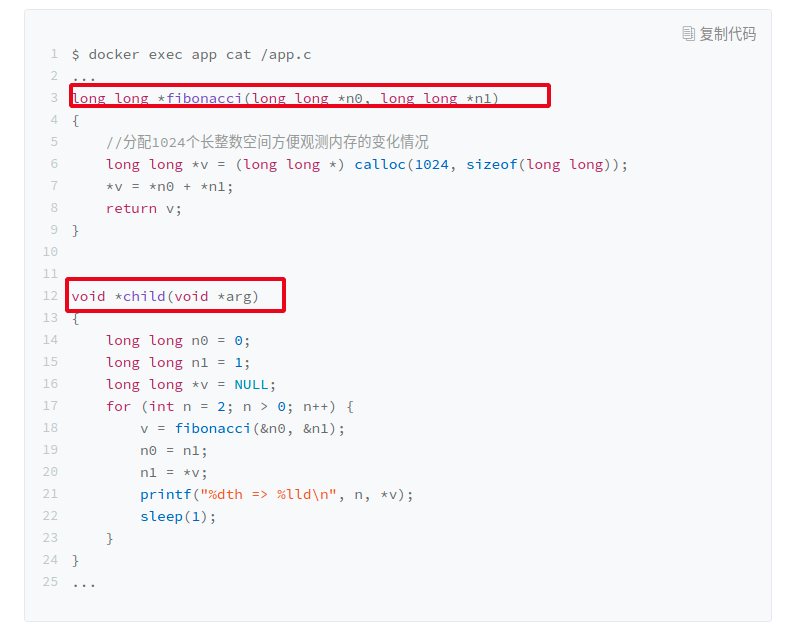 复制代码
1 $ docker exec app cat /app.c
2 ...
3 long long *fibonacci(long long *n0, long long *n1)
4 {
5     //分配1024个长整数空间方便观测内存的变化情况
6     long long *v = (long long *) calloc(1024, sizeof(long long));
7     *v = *n0 + *n1;
8     return v;
9 }
10
11
12 void *child(void *arg)
13 {
14     long long n0 = 0;
15     long long n1 = 1;
16     long long *v = NULL;
17     for (int n = 2; n > 0; n++) {
18         v = fibonacci(&n0, &n1);
19         n0 = n1;
20         n1 = *v;
21         printf("%dth => %lld\n", n, *v);
22         sleep(1);
23     }
24 }
25 ...